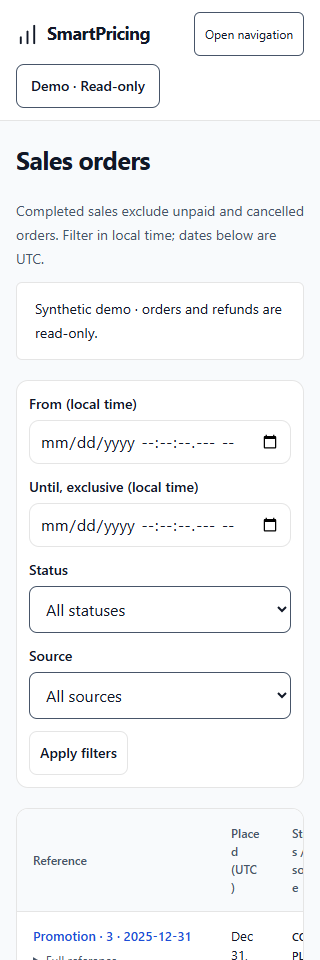 SmartPricing
Open navigation
Demo · Read-only
Sales orders
Completed sales exclude unpaid and cancelled
orders. Filter in local time; dates below are
UTC.
Synthetic demo · orders and refunds are
read-only.
From (local time)
mm/dd/yyyy --:--:--.--- --
Until, exclusive (local time)
mm/dd/yyyy --:--:--.--- --
Status
All statuses
Source
All sources
Apply filters
Reference
Place
d
(UTC
)
Promotion · 3 · 2025-12-31
Dec
31,
Full reference